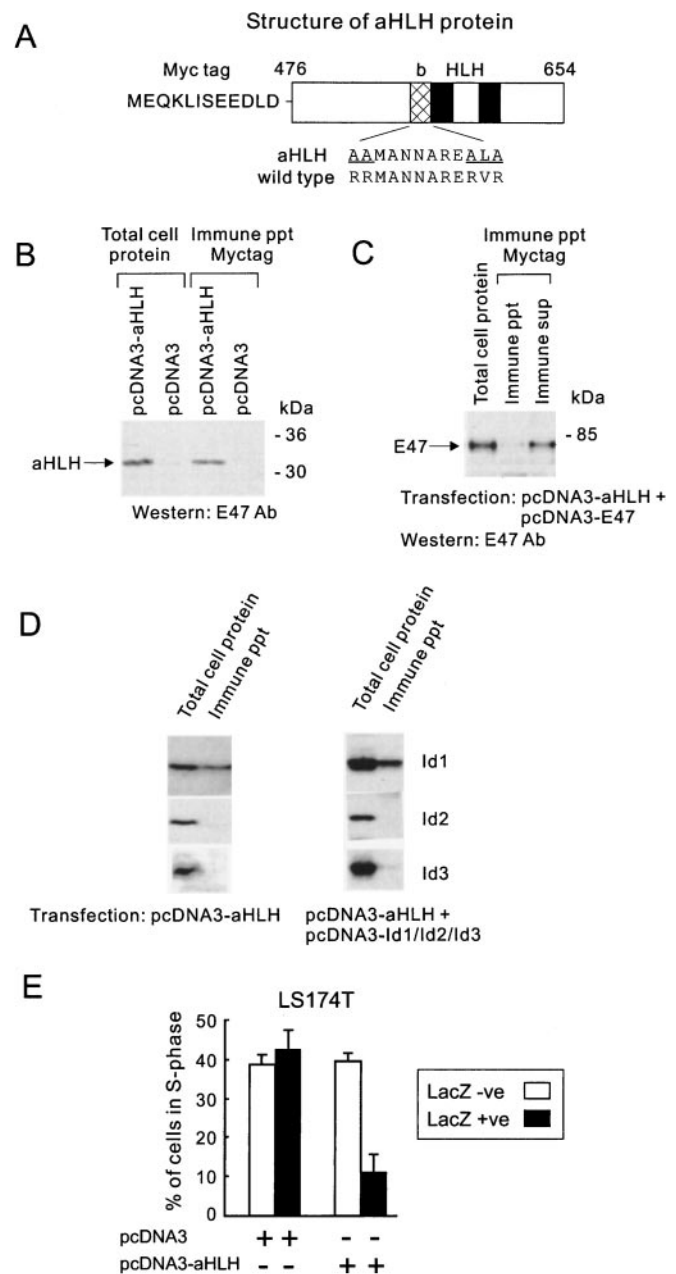 A
Structure of aHLH protein
Myc tag 476 b HLH 654
MEQKLISEEDLD
aHLH AAMANNAREALA
wild type RRMANNARERVR
B
Total cell protein
Immune ppt Myctag
pcDNA3-aHLH
pcDNA3
pcDNA3-aHLH
pcDNA3
kDa
aHLH
- 36
- 30
Western: E47 Ab
C
Immune ppt
Myctag
Total cell protein
Immune ppt
Immune sup
kDa
E47
- 85
Transfection: pcDNA3-aHLH +
pcDNA3-E47
Western: E47 Ab
D
Total cell protein
Immune ppt
Total cell protein
Immune ppt
Id1
Id2
Id3
Transfection: pcDNA3-aHLH
pcDNA3-aHLH +
pcDNA3-Id1/Id2/Id3
E
LS174T
% of cells in S-phase
50
40
30
20
10
0
LacZ -ve
LacZ +ve
pcDNA3 + + - -
pcDNA3-aHLH - - + +